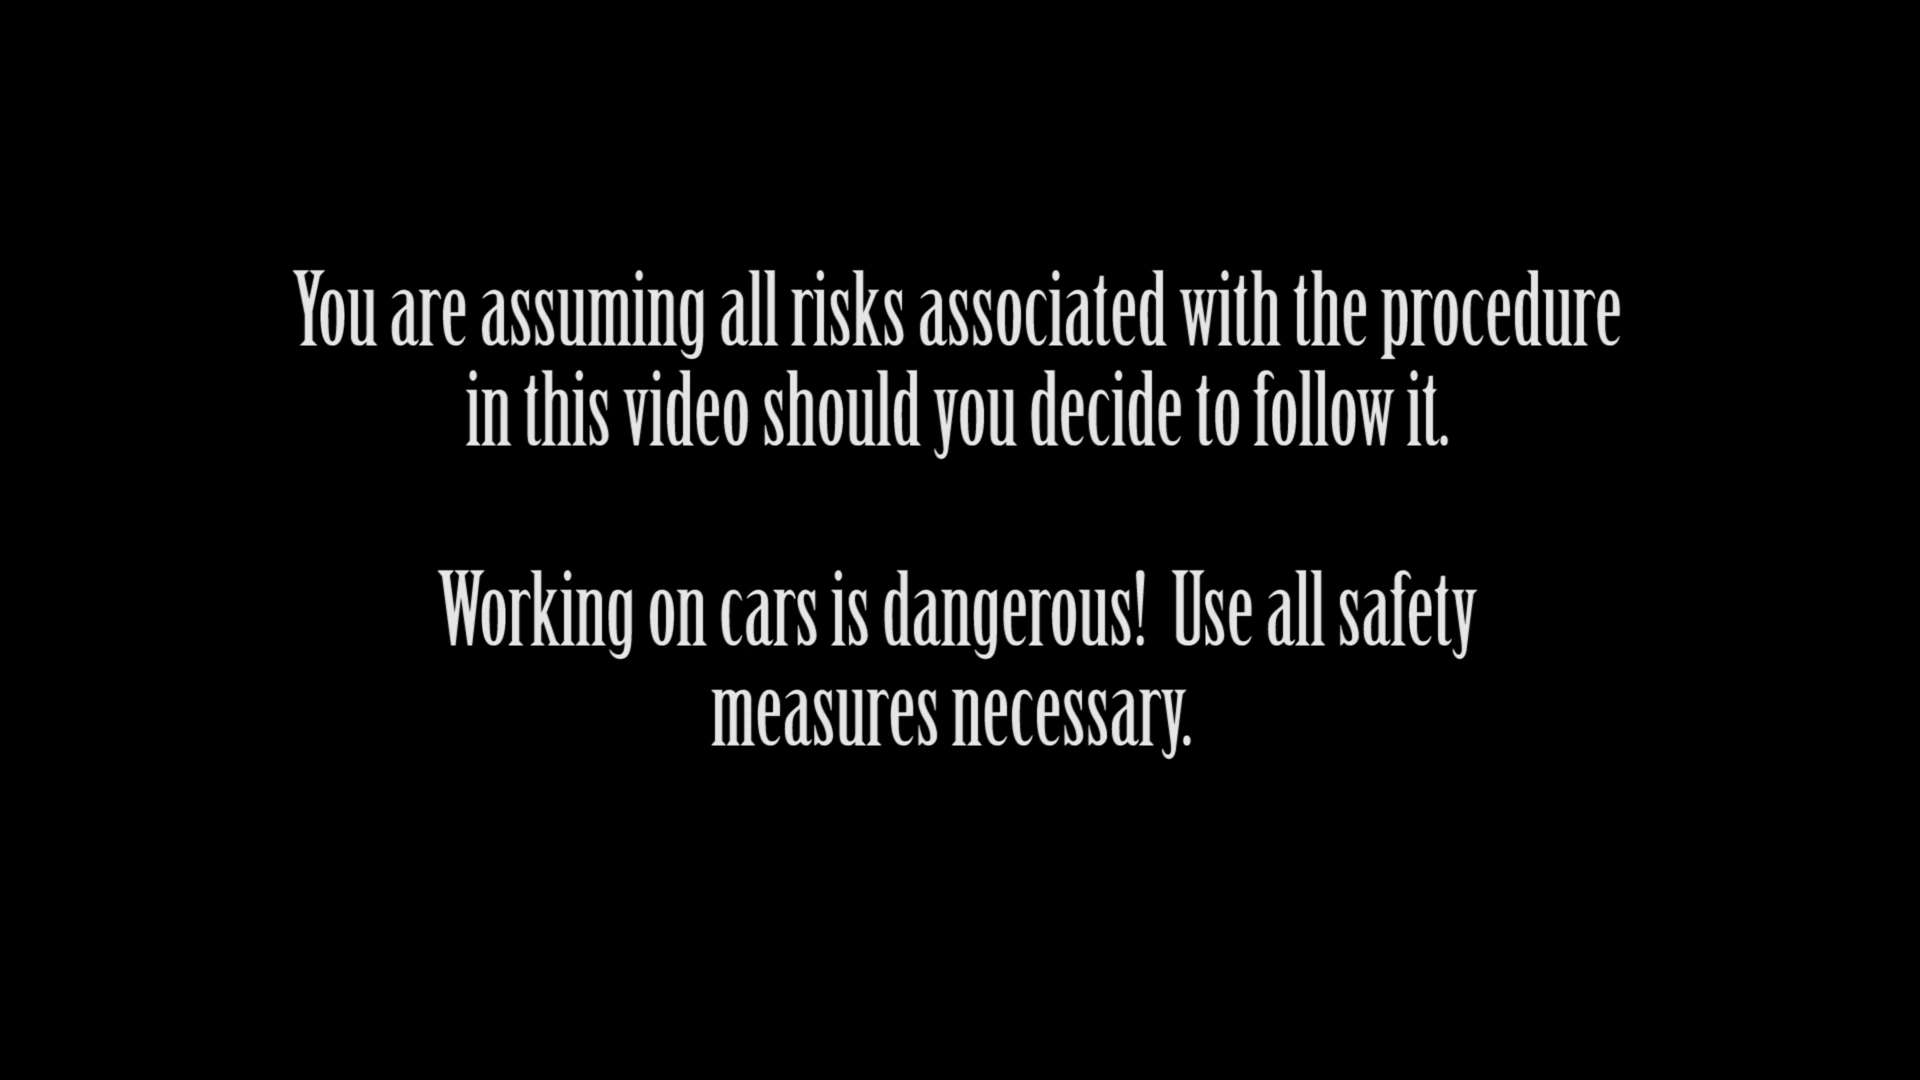 You are assuming all risks associated with the procedure
in this video should you decide to follow it.
Working on cars is dangerous!  Use all safety
measures necessary.